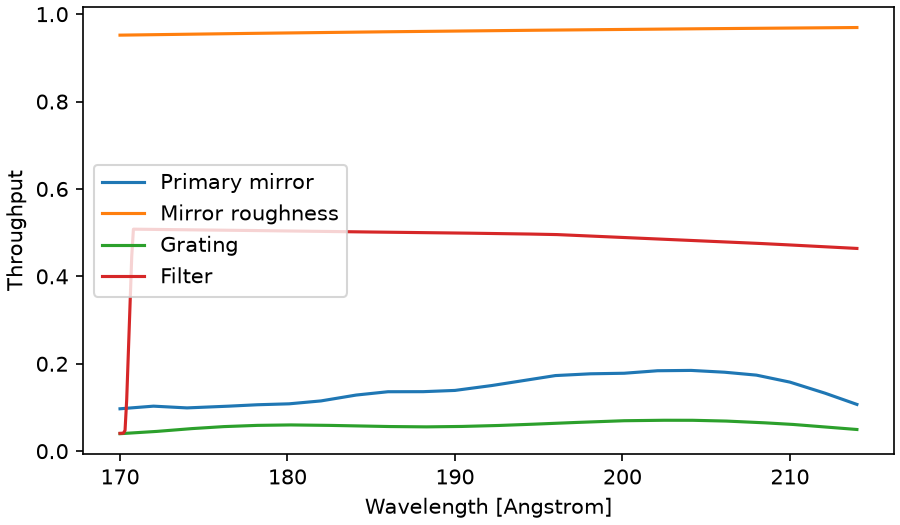 1.0
0.8
0.6
0.4
0.2
0.0
Throughput
Primary mirror
Mirror roughness
Grating
Filter
170 180 190 200 210
Wavelength [Angstrom]